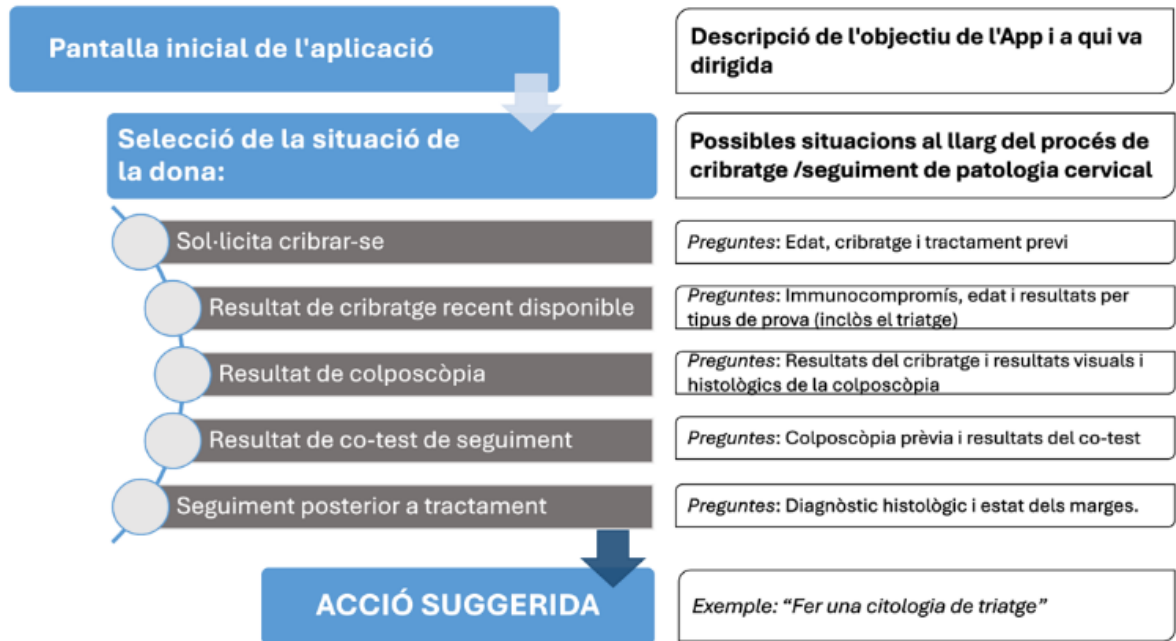 Pantalla inicial de l'aplicació
Descripció de l'objectiu de l'App i a qui va
dirigida
Selecció de la situació de
la dona:
Possibles situacions al llarg del procés de
cribratge /seguiment de patologia cervical
Sol·licita cribrar-se
Preguntes: Edat, cribratge i tractament previ
Resultat de cribratge recent disponible
Preguntes: Immunocompromís, edat i resultats per
tipus de prova (inclòs el triatge)
Resultat de colposcòpia
Preguntes: Resultats del cribratge i resultats visuals i
histològics de la colposcòpia
Resultat de co-test de seguiment
Preguntes: Colposcòpia prèvia i resultats del co-test
Seguiment posterior a tractament
Preguntes: Diagnòstic histològic i estat dels marges.
ACCIÓ SUGGERIDA
Exemple: “Fer una citologia de triatge”